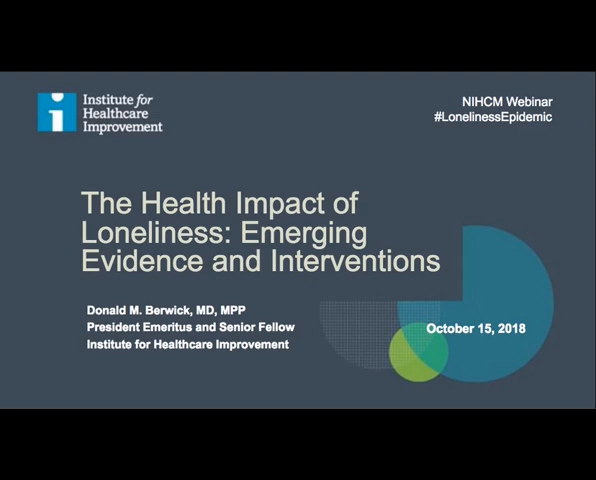 Institute for
Healthcare
Improvement
NIHCM Webinar
#LonelinessEpidemic
The Health Impact of
Loneliness: Emerging
Evidence and Interventions
Donald M. Berwick, MD, MPP
President Emeritus and Senior Fellow
Institute for Healthcare Improvement
October 15, 2018